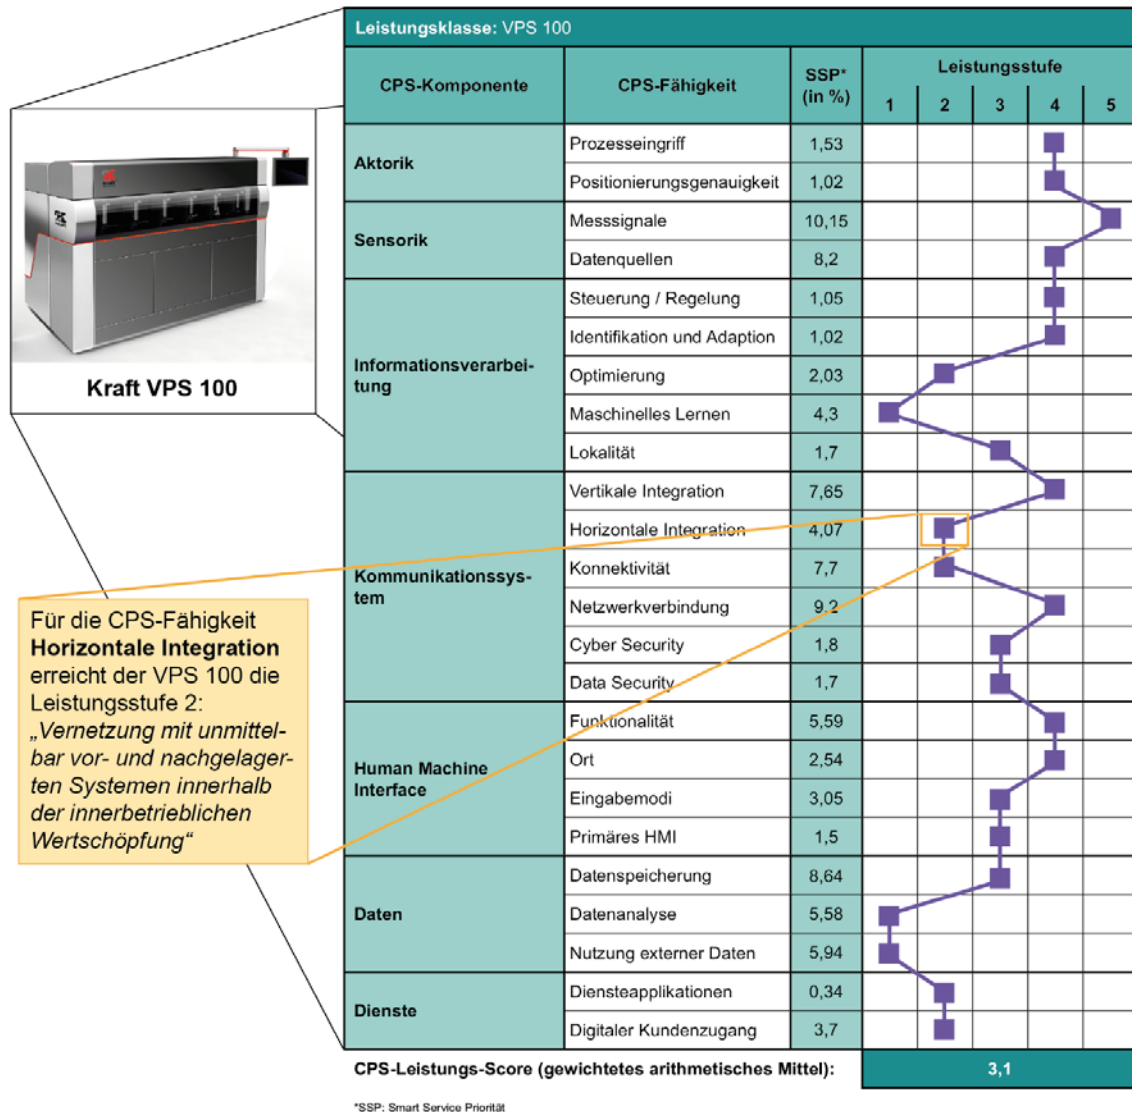 Leistungsklasse: VPS 100
CPS-Komponente
CPS-Fähigkeit
SSP*
(in %)
Leistungsstufe
1 2 3 4 5
Aktorik
Prozesseingriff 1,53
Positionierungsgenauigkeit 1,02
Sensorik
Messsignale 10,15
Datenquellen 8,2
Informationsverarbei-
tung
Steuerung / Regelung 1,05
Identifikation und Adaption 1,02
Optimierung 2,03
Maschinelles Lernen 4,3
Lokalität 1,7
Kommunikationssys-
tem
Vertikale Integration 7,65
Horizontale Integration 4,07
Konnektivität 7,7
Netzwerkverbindung 9,2
Cyber Security 1,8
Data Security 1,7
Human Machine
Interface
Funktionalität 5,59
Ort 2,54
Eingabemodi 3,05
Primäres HMI 1,5
Daten
Datenspeicherung 8,64
Datenanalyse 5,58
Nutzung externer Daten 5,94
Dienste
Diensteapplikationen 0,34
Digitaler Kundenzugang 3,7
CPS-Leistungs-Score (gewichtetes arithmetisches Mittel): 3,1
*SSP: Smart Service Priorität
Kraft VPS 100
Für die CPS-Fähigkeit
Horizontale Integration
erreicht der VPS 100 die
Leistungsstufe 2:
„Vernetzung mit unmittel-
bar vor- und nachgelager-
ten Systemen innerhalb
der innerbetrieblichen
Wertschöpfung“